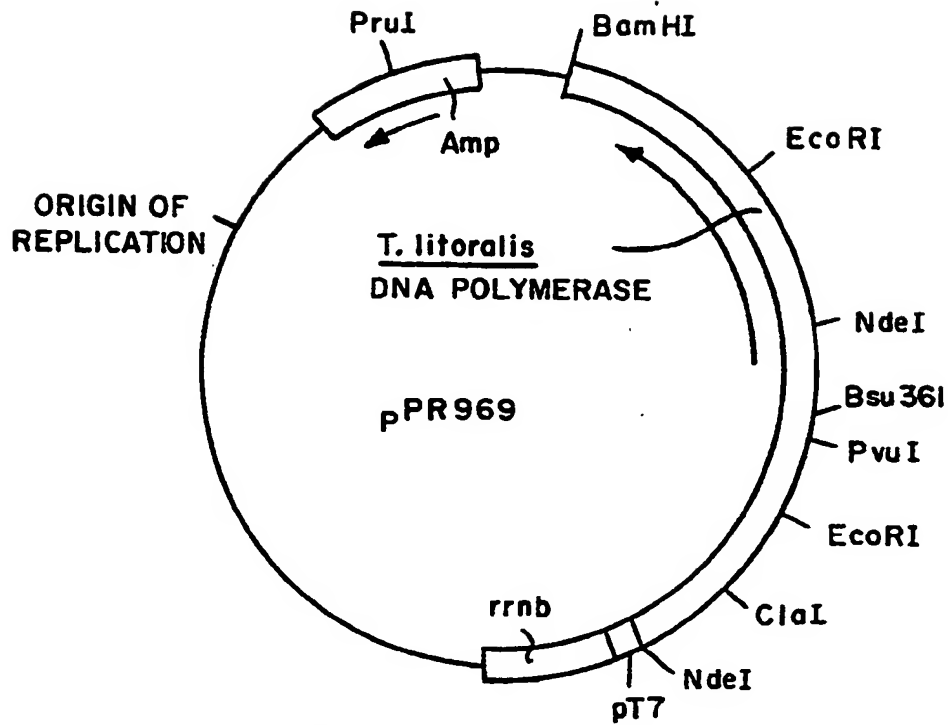 PruI
BamHI
Amp
EcoRI
ORIGIN OF
REPLICATION
T. litoralis
DNA POLYMERASE
NdeI
pPR969
Bsu36I
PvuI
EcoRI
rrnb
ClaI
NdeI
pT7